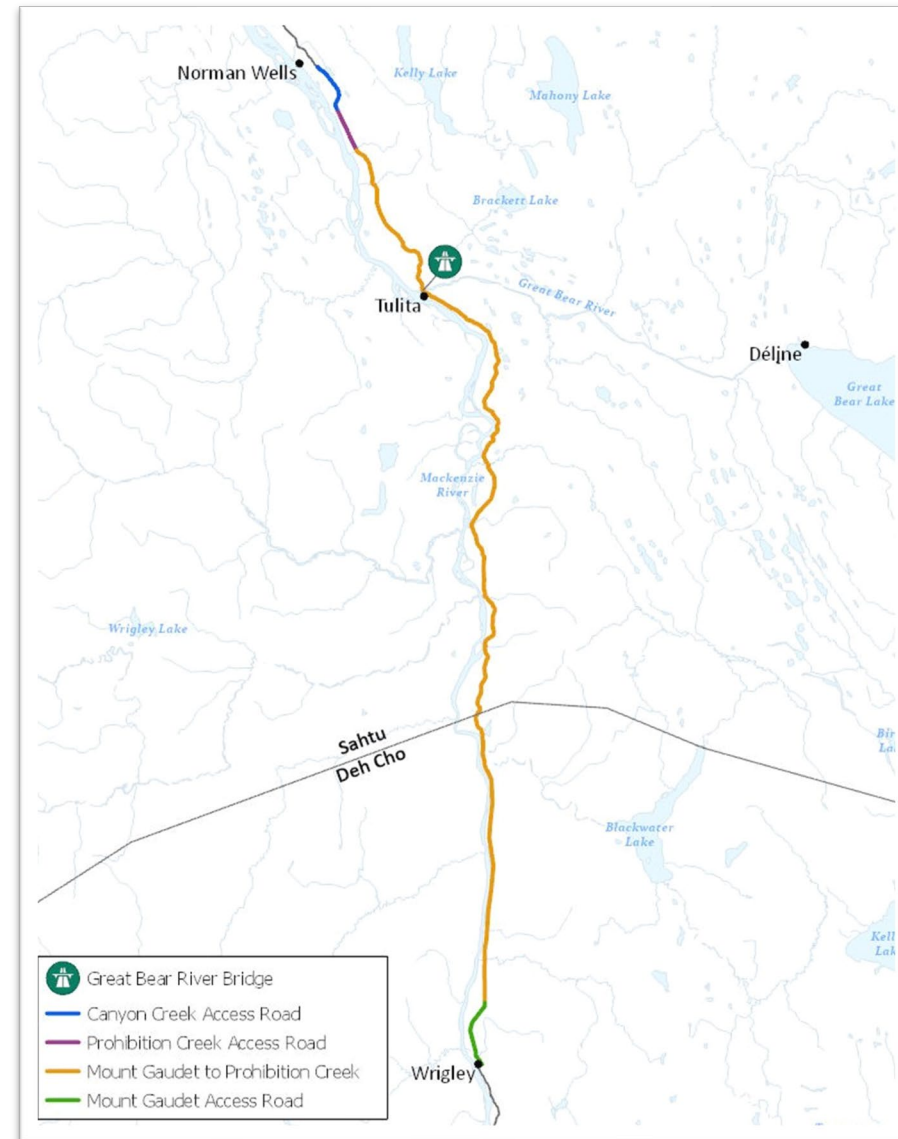 Norman Wells
Kelly Lake
Mahony Lake
Brackett Lake
Great Bear River
Tulita
Délįne
Great
Bear Lake
Mackenzie
River
Wrigley Lake
Sahtu
Deh Cho
Blackwater
Lake
Wrigley
Great Bear River Bridge
Canyon Creek Access Road
Prohibition Creek Access Road
Mount Gaudet to Prohibition Creek
Mount Gaudet Access Road